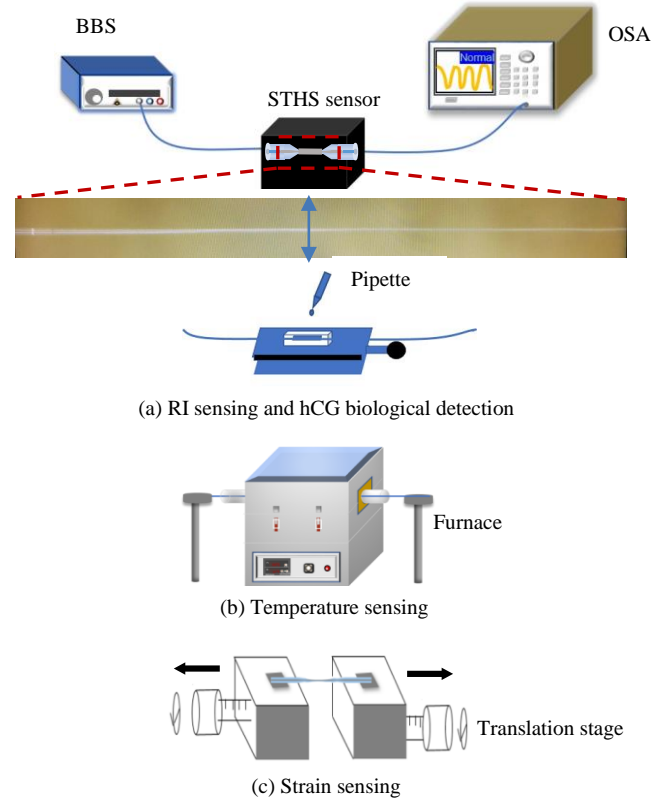 BBS
OSA
Normal
STHS sensor
Pipette
(a) RI sensing and hCG biological detection
Furnace
(b) Temperature sensing
Translation stage
(c) Strain sensing